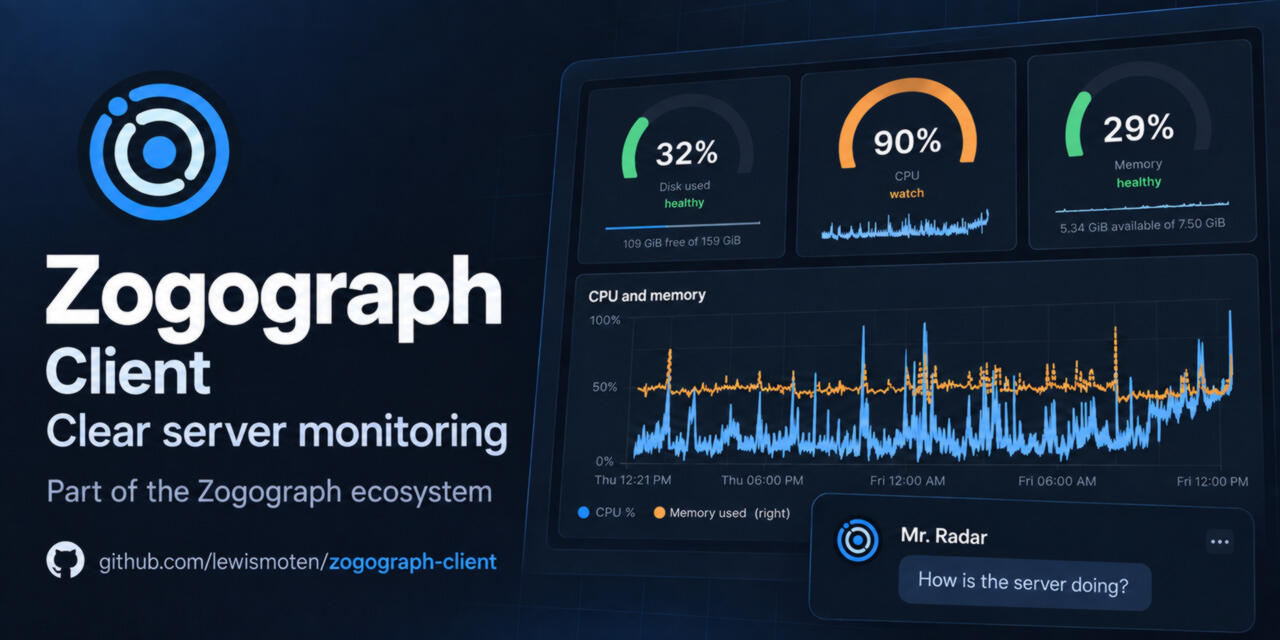 Zogograph
Client
Clear server monitoring
Part of the Zogograph ecosystem
github.com/lewismoten/zogograph-client
32%
Disk used
healthy
109 GiB free of 159 GiB
90%
CPU
watch
29%
Memory
healthy
5.34 GiB available of 7.50 GiB
CPU and memory
100%
50%
0%
Thu 12:21 PM
Thu 06:00 PM
Fri 12:00 AM
Fri 06:00 AM
Fri 12:00 PM
CPU %
Memory used (right)
Mr. Radar
How is the server doing?